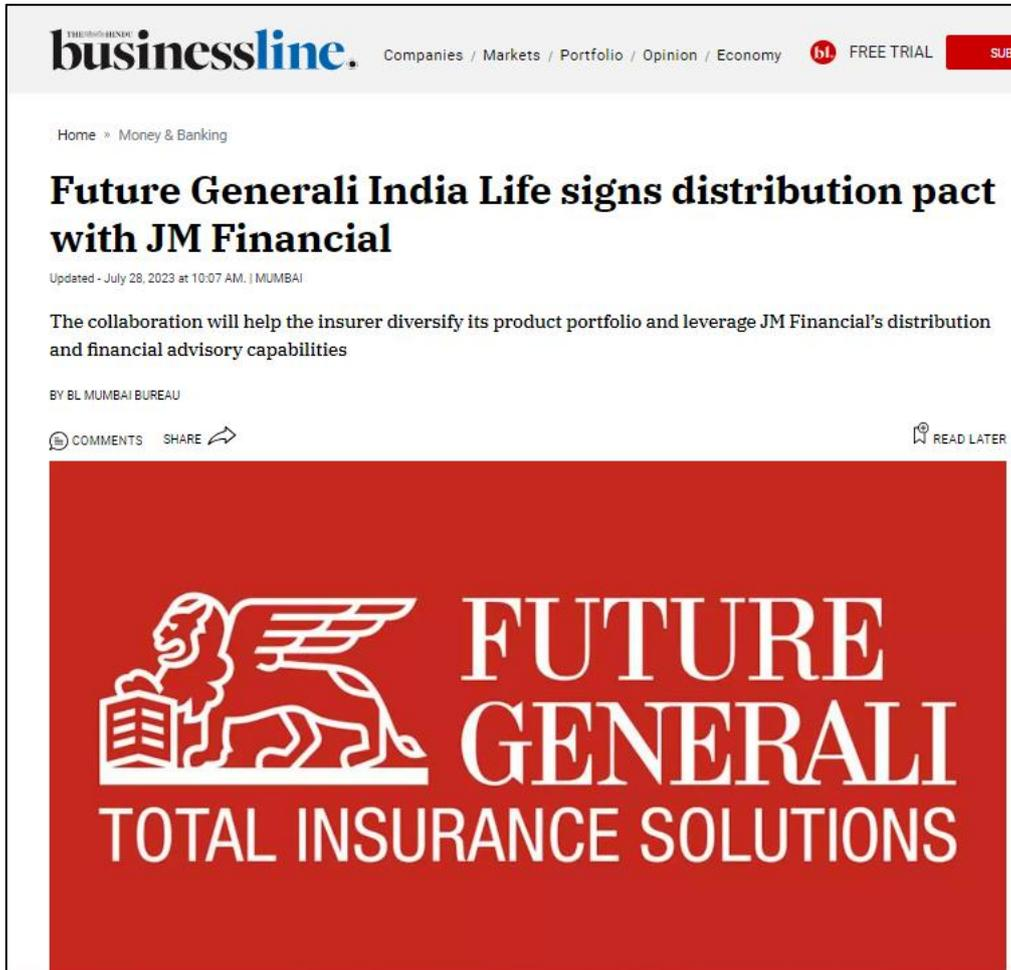 THE HINDU
businessline.
Companies / Markets / Portfolio / Opinion / Economy
bl. FREE TRIAL
Home » Money & Banking
Future Generali India Life signs distribution pact
with JM Financial
Updated - July 28, 2023 at 10:07 AM. | MUMBAI
The collaboration will help the insurer diversify its product portfolio and leverage JM Financial's distribution
and financial advisory capabilities
BY BL MUMBAI BUREAU
COMMENTS SHARE READ LATER
FUTURE
GENERALI
TOTAL INSURANCE SOLUTIONS